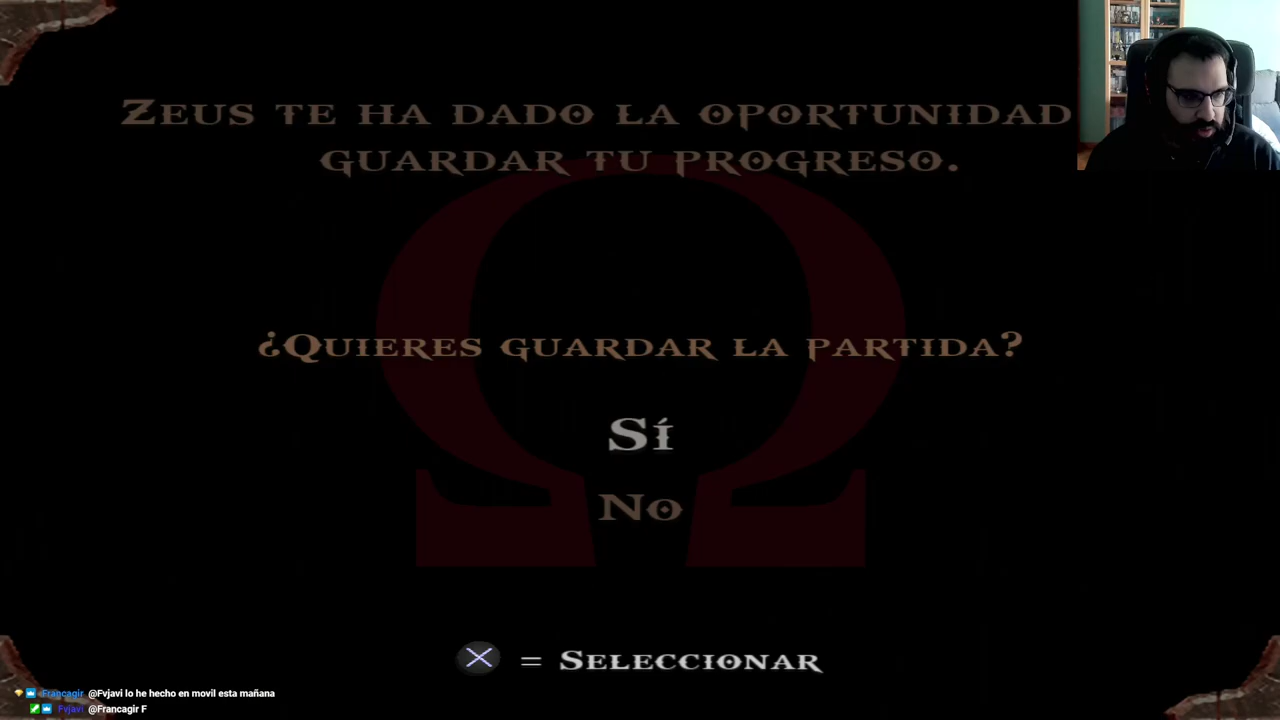 Zeus te ha dado la oportunidad
guardar tu progreso.
¿Quieres guardar la partida?
Sí
No
= Seleccionar
Francagir @Fvjavi lo he hecho en movil esta mañana
Fvjavi @Francagir F